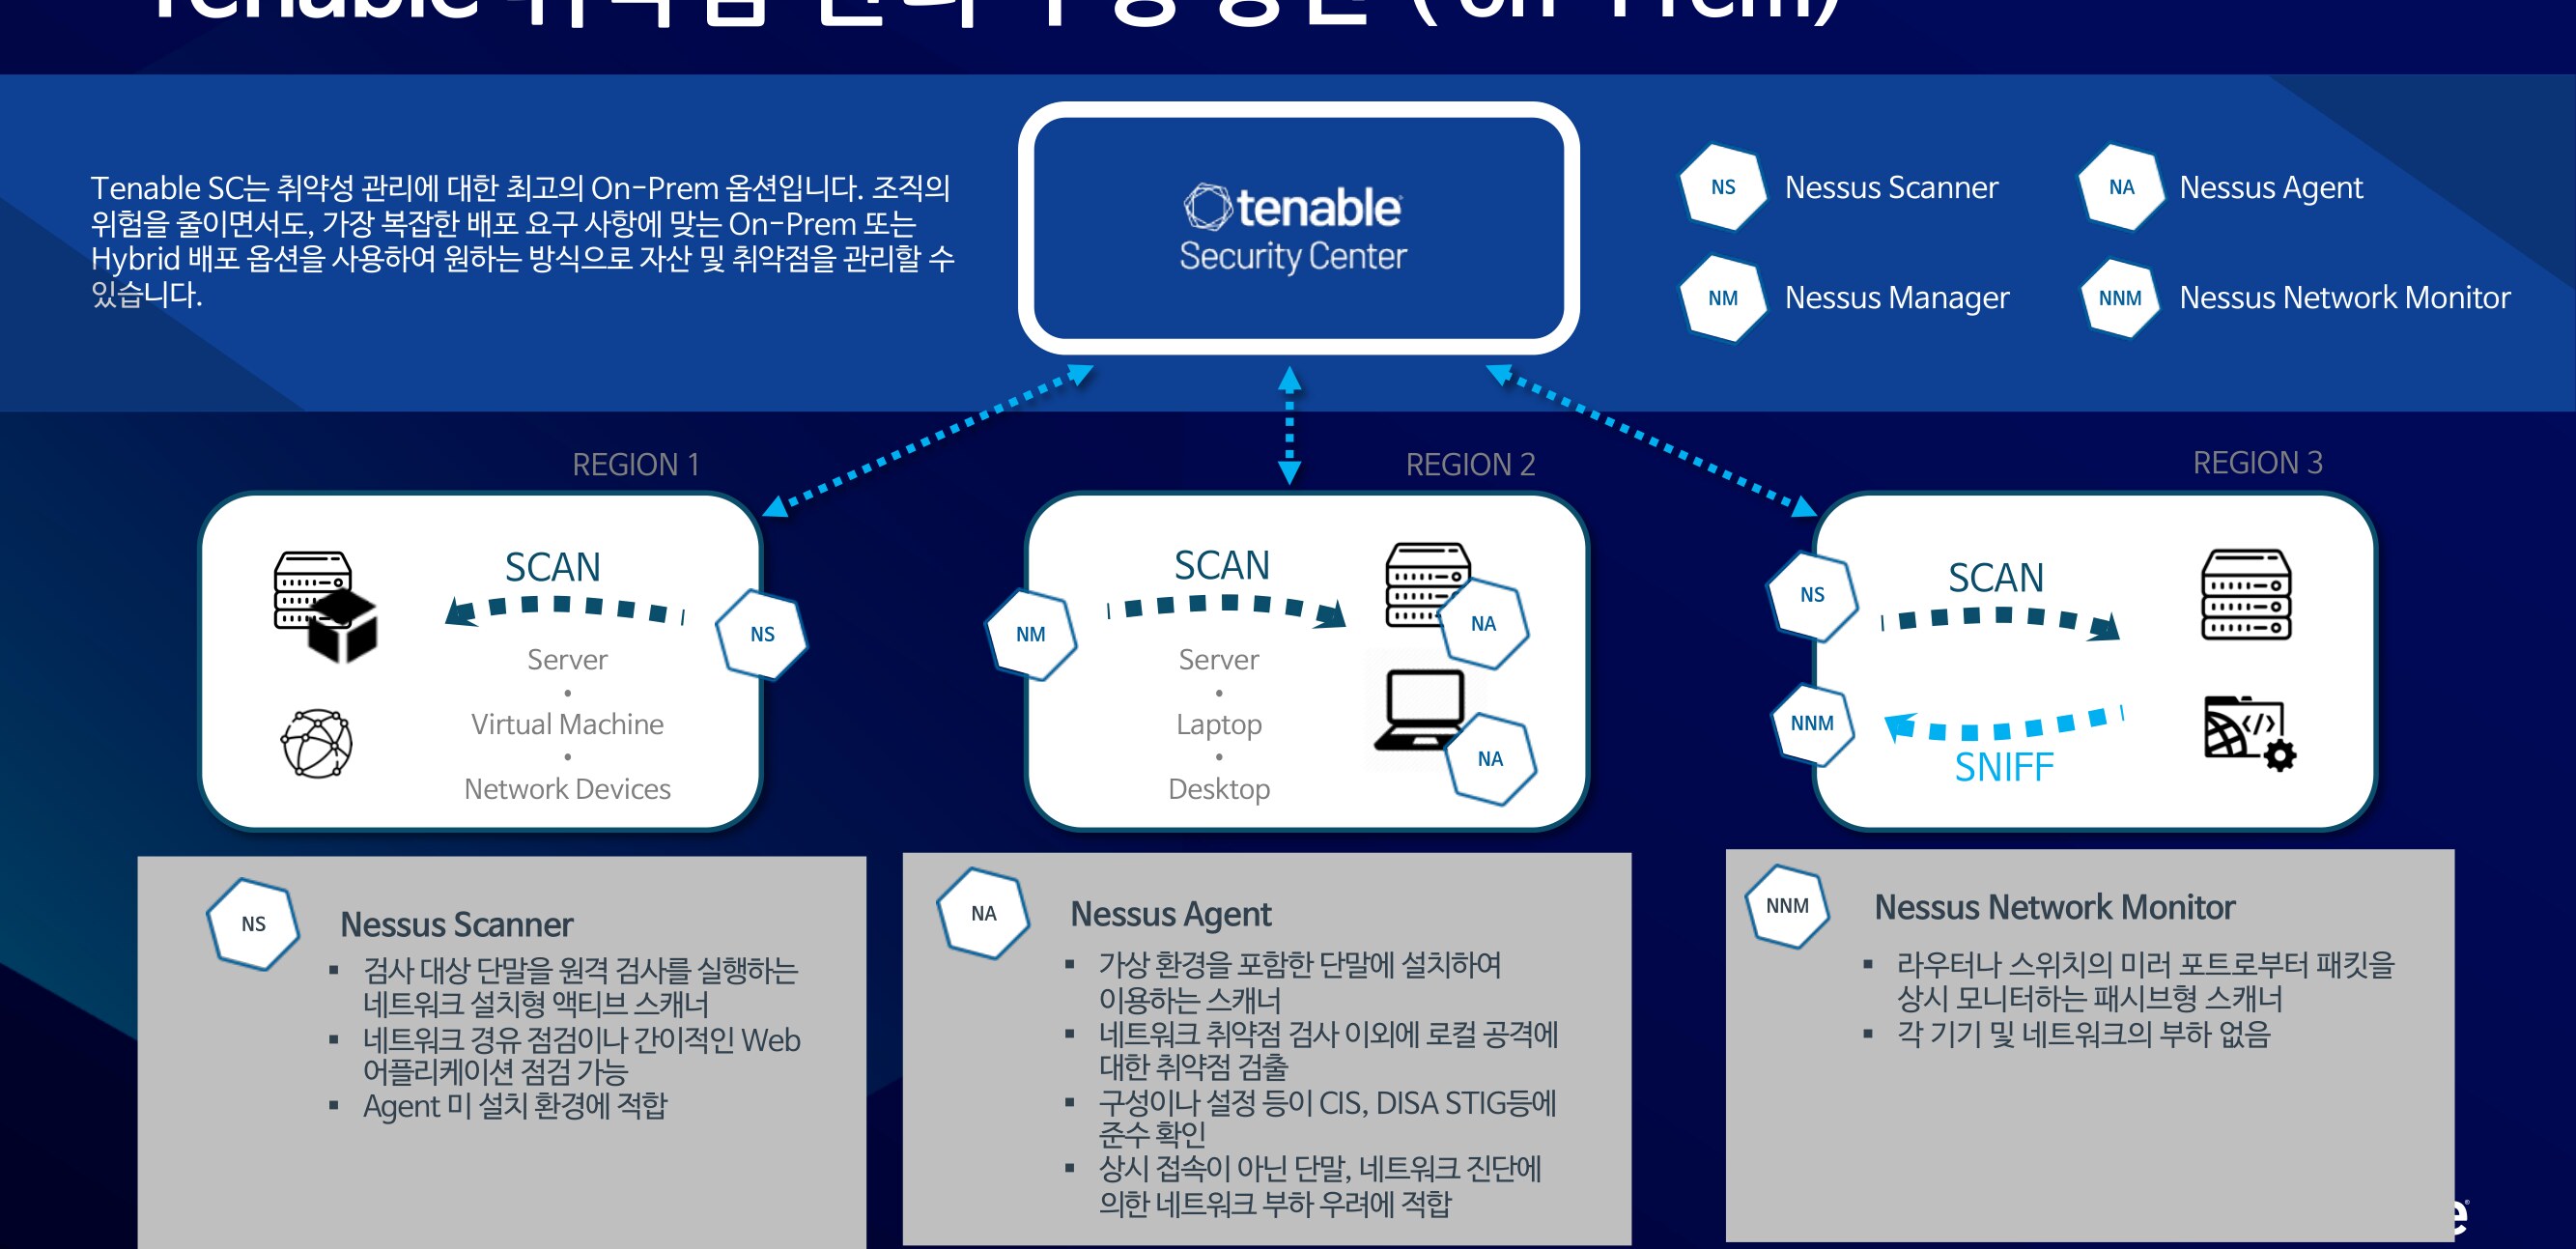 Tenable 취약점 관리 구성 방안 ( on-Prem)
Tenable SC는 취약성 관리에 대한 최고의 On-Prem 옵션입니다. 조직의
위험을 줄이면서도, 가장 복잡한 배포 요구 사항에 맞는 On-Prem 또는
Hybrid 배포 옵션을 사용하여 원하는 방식으로 자산 및 취약점을 관리할 수
있습니다.
tenable
Security Center
NS
Nessus Scanner
NA
Nessus Agent
NM
Nessus Manager
NNM
Nessus Network Monitor
REGION 1
SCAN
NS
Server
•
Virtual Machine
•
Network Devices
REGION 2
NM
SCAN
NA
Server
•
Laptop
•
Desktop
NA
REGION 3
NS
SCAN
NNM
SNIFF
NS
Nessus Scanner
▪ 검사 대상 단말을 원격 검사를 실행하는
네트워크 설치형 액티브 스캐너
▪ 네트워크 경유 점검이나 간이적인 Web
어플리케이션 점검 가능
▪ Agent 미 설치 환경에 적합
NA
Nessus Agent
▪ 가상 환경을 포함한 단말에 설치하여
이용하는 스캐너
▪ 네트워크 취약점 검사 이외에 로컬 공격에
대한 취약점 검출
▪ 구성이나 설정 등이 CIS, DISA STIG등에
준수 확인
▪ 상시 접속이 아닌 단말, 네트워크 진단에
의한 네트워크 부하 우려에 적합
NNM
Nessus Network Monitor
▪ 라우터나 스위치의 미러 포트로부터 패킷을
상시 모니터하는 패시브형 스캐너
▪ 각 기기 및 네트워크의 부하 없음
e